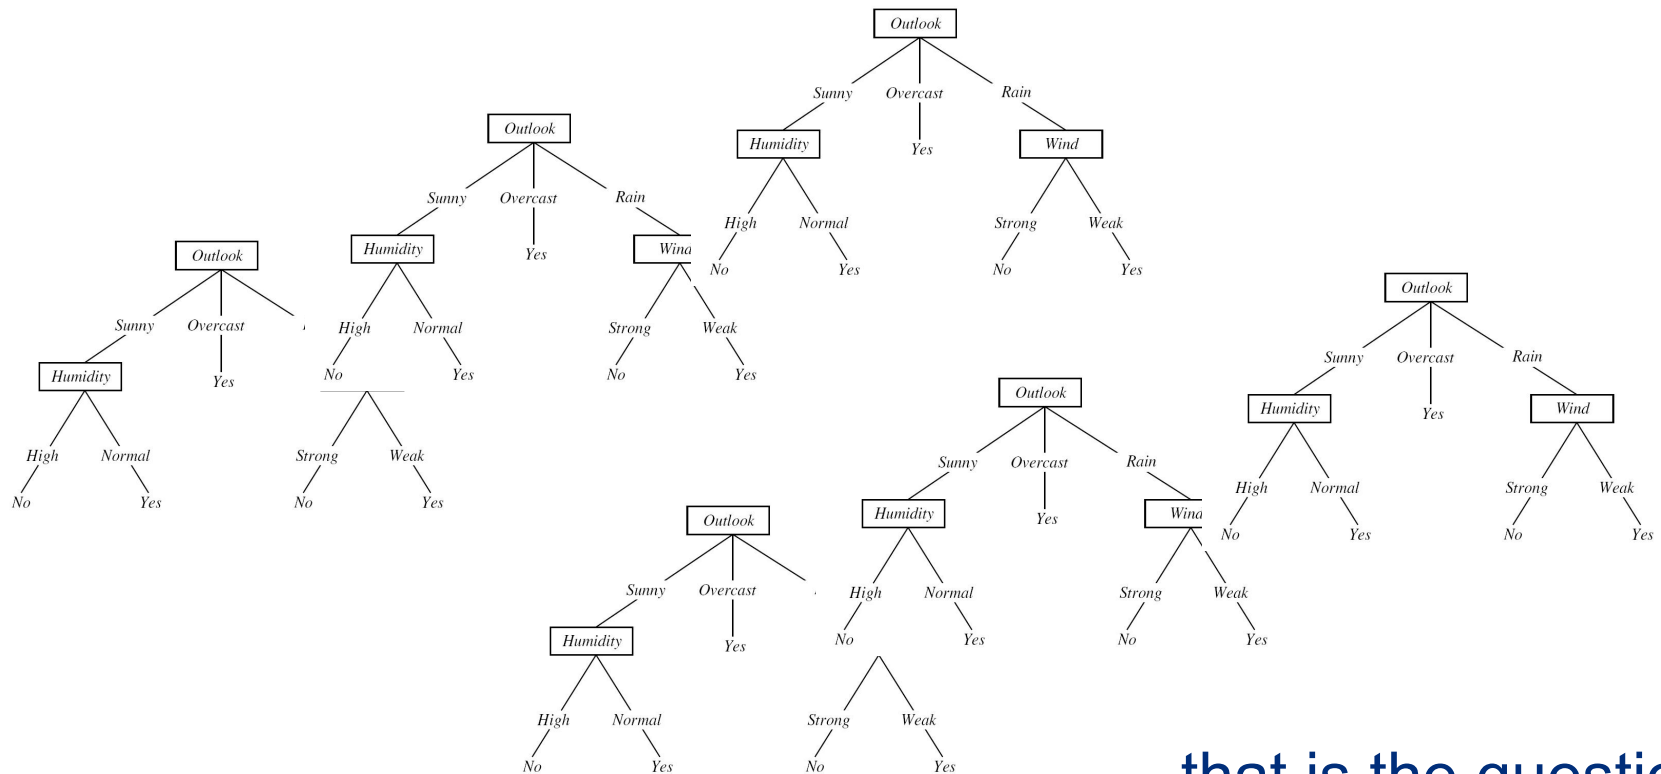 Outlook
Sunny Overcast Rain
Humidity Yes Wind
High Normal Strong Weak
No Yes No Yes
Outlook
Sunny Overcast Rain
Humidity Yes Wind
High Normal Strong Weak
No Yes No Yes
Outlook
Sunny Overcast
Humidity Yes
High Normal Strong Weak
No Yes No Yes
Outlook
Sunny Overcast Rain
Humidity Yes Wind
High Normal Strong Weak
No Yes No Yes
Outlook
Sunny Overcast Rain
Humidity Yes Wind
High Normal Strong Weak
No Yes No Yes
Outlook
Sunny Overcast
Humidity Yes
High Normal Strong Weak
No Yes No Yes
that is the questio